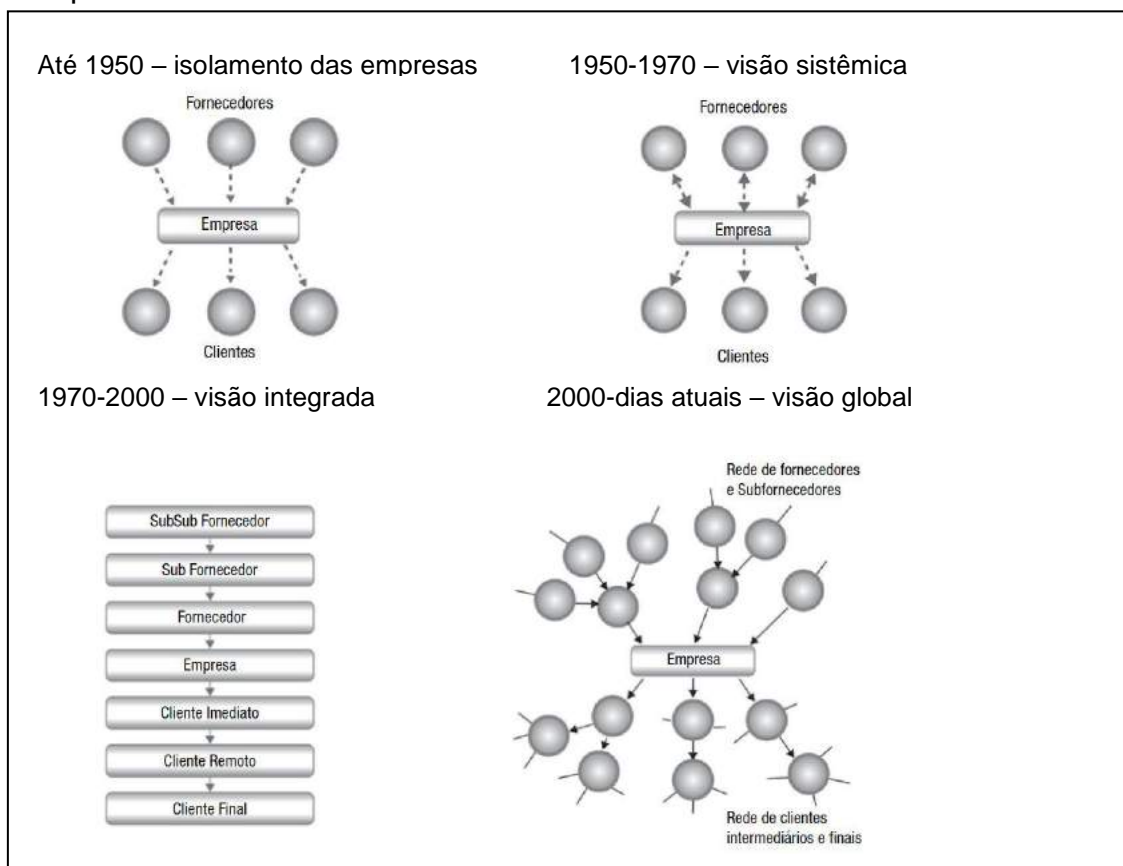 Até 1950 – isolamento das empresas
Fornecedores
Empresa
Clientes
1950-1970 – visão sistêmica
Fornecedores
Empresa
Clientes
1970-2000 – visão integrada
SubSub Fornecedor
Sub Fornecedor
Fornecedor
Empresa
Cliente Imediato
Cliente Remoto
Cliente Final
2000-dias atuais – visão global
Rede de fornecedores
e Subfornecedores
Empresa
Rede de clientes
intermediários e finais